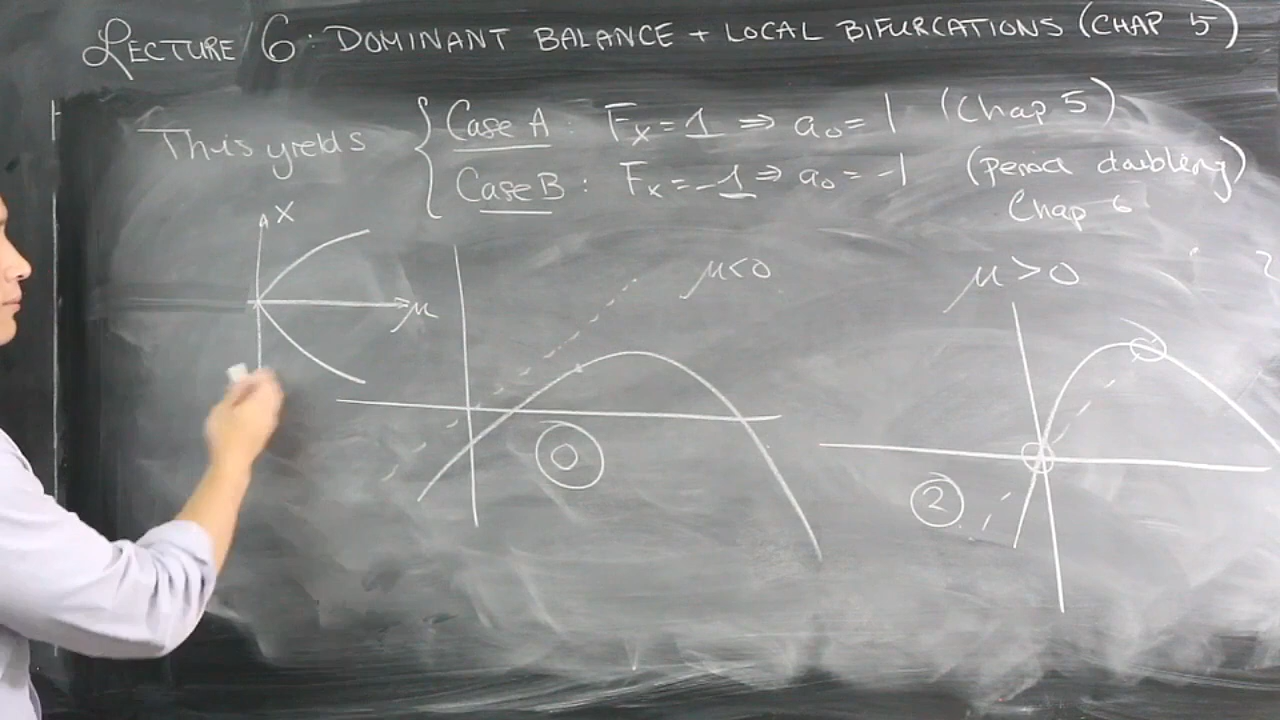 LECTURE 6: DOMINANT BALANCE + LOCAL BIFURCATIONS (CHAP 5)
This yields { Case A: Fx = 1 ⇒ a₀ = 1 (Chap 5)
Case B: Fx = -1 ⇒ a₀ = -1 (period doubling)
Chap 6
X
μ<0
μ>0
?
μ
0
2